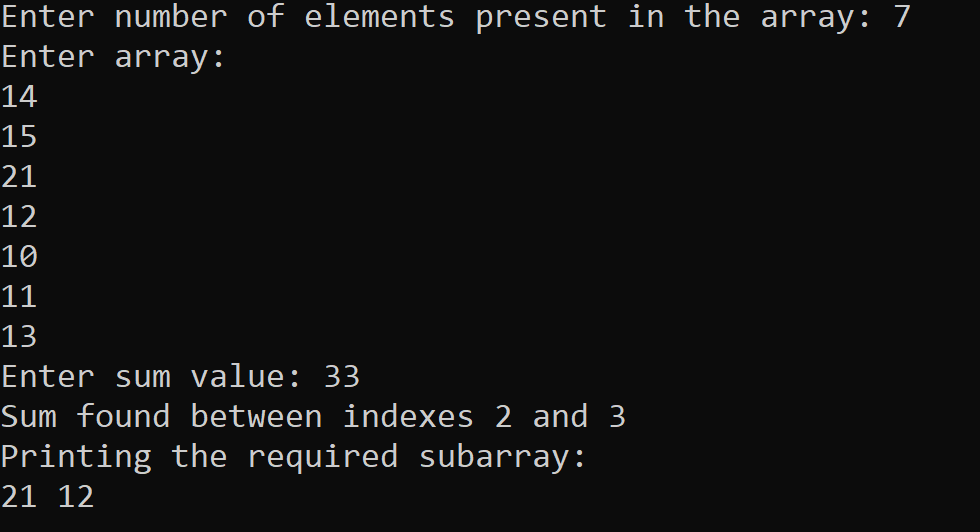 Enter number of elements present in the array: 7
Enter array:
14
15
21
12
10
11
13
Enter sum value: 33
Sum found between indexes 2 and 3
Printing the required subarray:
21 12